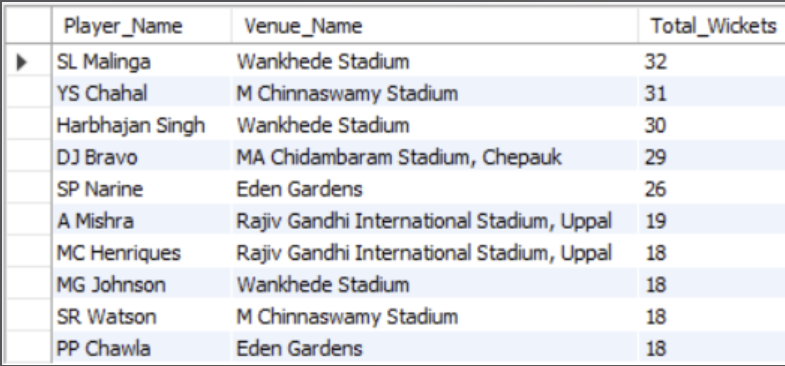 Player_Name Venue_Name Total_Wickets
SL Malinga Wankhede Stadium 32
YS Chahal M Chinnaswamy Stadium 31
Harbhajan Singh Wankhede Stadium 30
DJ Bravo MA Chidambaram Stadium, Chepauk 29
SP Narine Eden Gardens 26
A Mishra Rajiv Gandhi International Stadium, Uppal 19
MC Henriques Rajiv Gandhi International Stadium, Uppal 18
MG Johnson Wankhede Stadium 18
SR Watson M Chinnaswamy Stadium 18
PP Chawla Eden Gardens 18